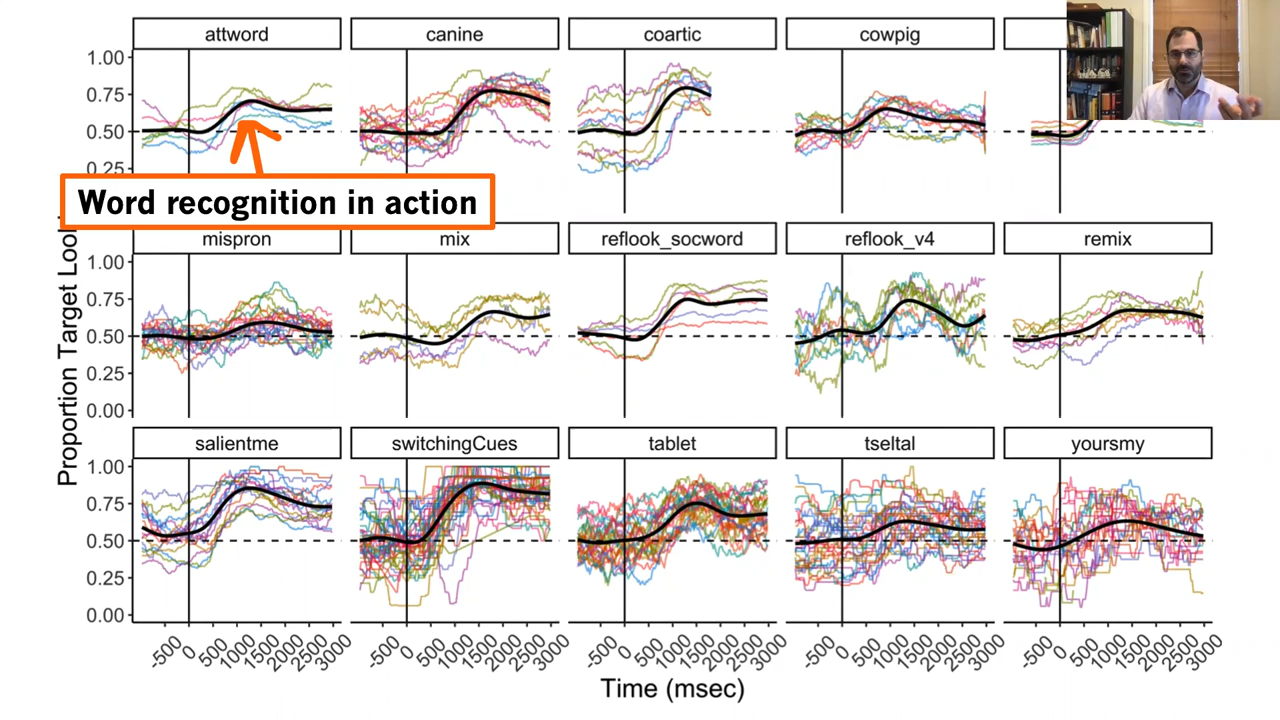 attword canine coartic cowpig
1.00
0.75
0.50
0.25
Word recognition in action
Proportion Target Look
mispron mix reflook_socword reflook_v4 remix
1.00
0.75
0.50
0.25
0.00
salientme switchingCues tablet tseltal yoursmy
1.00
0.75
0.50
0.25
0.00
-500 0 500 1000 1500 2000 2500 3000 -500 0 500 1000 1500 2000 2500 3000 -500 0 500 1000 1500 2000 2500 3000 -500 0 500 1000 1500 2000 2500 3000 -500 0 500 1000 1500 2000 2500 3000
Time (msec)